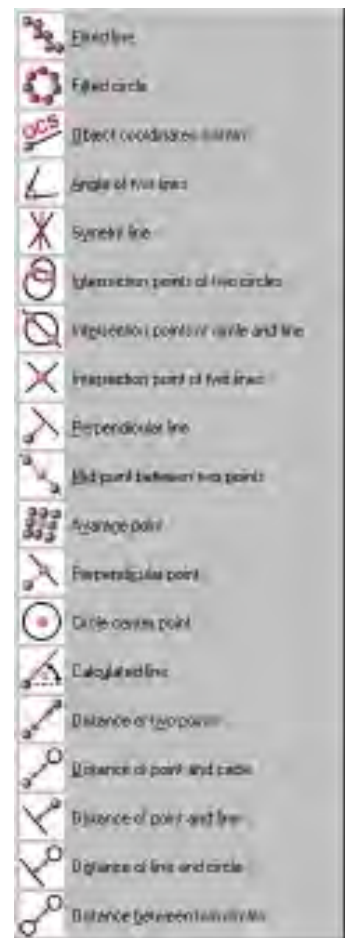 Fitted line
Fitted circle
OCS
Object coordinates
Angle of two lines
Symetry line
Intersection points of two circles
Intersection points of circle and line
Intersection point of two lines
Perpendicular line
Mid point between two points
Avarage point
Perpendicular point
Circle center point
Calculated line
Distance of two points
Distance of point and circle
Distance of point and line
Distance of line and circle
Distance between two circles